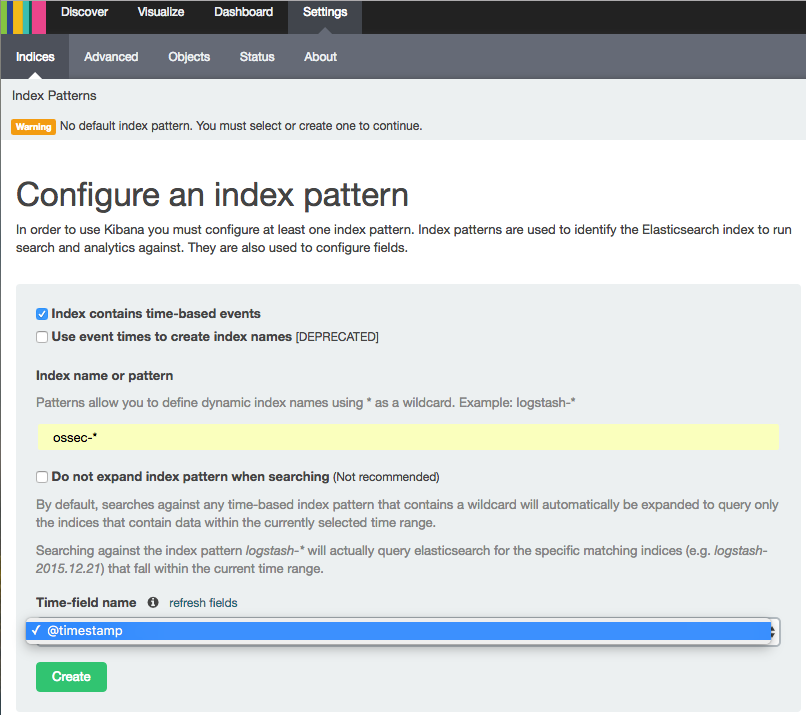 Discover Visualize Dashboard Settings
Indices Advanced Objects Status About
Index Patterns
Warning No default index pattern. You must select or create one to continue.
Configure an index pattern
In order to use Kibana you must configure at least one index pattern. Index patterns are used to identify the Elasticsearch index to run
search and analytics against. They are also used to configure fields.
Index contains time-based events
Use event times to create index names [DEPRECATED]
Index name or pattern
Patterns allow you to define dynamic index names using * as a wildcard. Example: logstash-*
ossec-*
Do not expand index pattern when searching (Not recommended)
By default, searches against any time-based index pattern that contains a wildcard will automatically be expanded to query only
the indices that contain data within the currently selected time range.
Searching against the index pattern logstash-* will actually query elasticsearch for the specific matching indices (e.g. logstash-
2015.12.21) that fall within the current time range.
Time-field name refresh fields
✓ @timestamp
Create